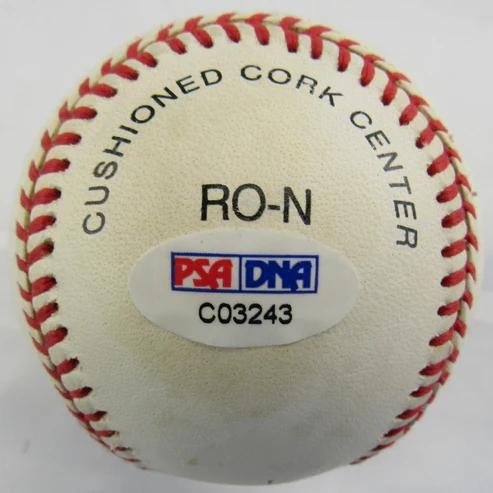 CUSHIONED CORK CENTER
RO-N
PSA DNA
C03243